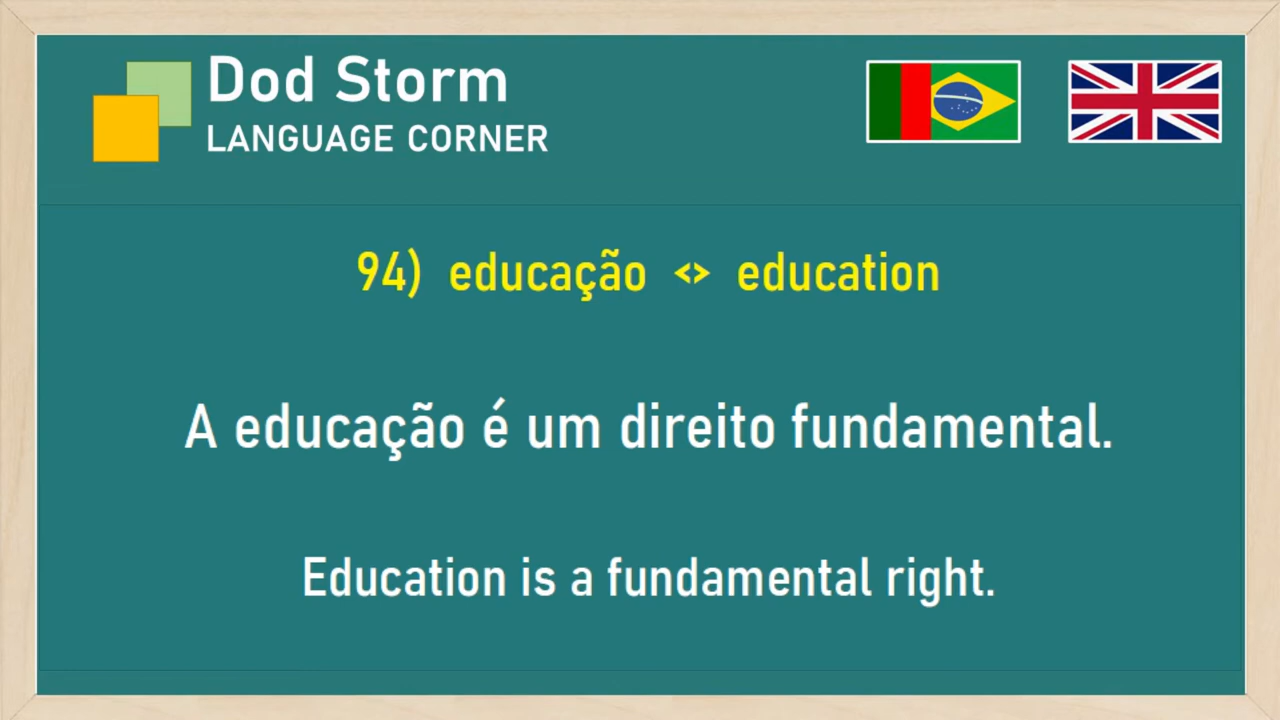 Dod Storm
LANGUAGE CORNER
94) educação <> education
A educação é um direito fundamental.
Education is a fundamental right.